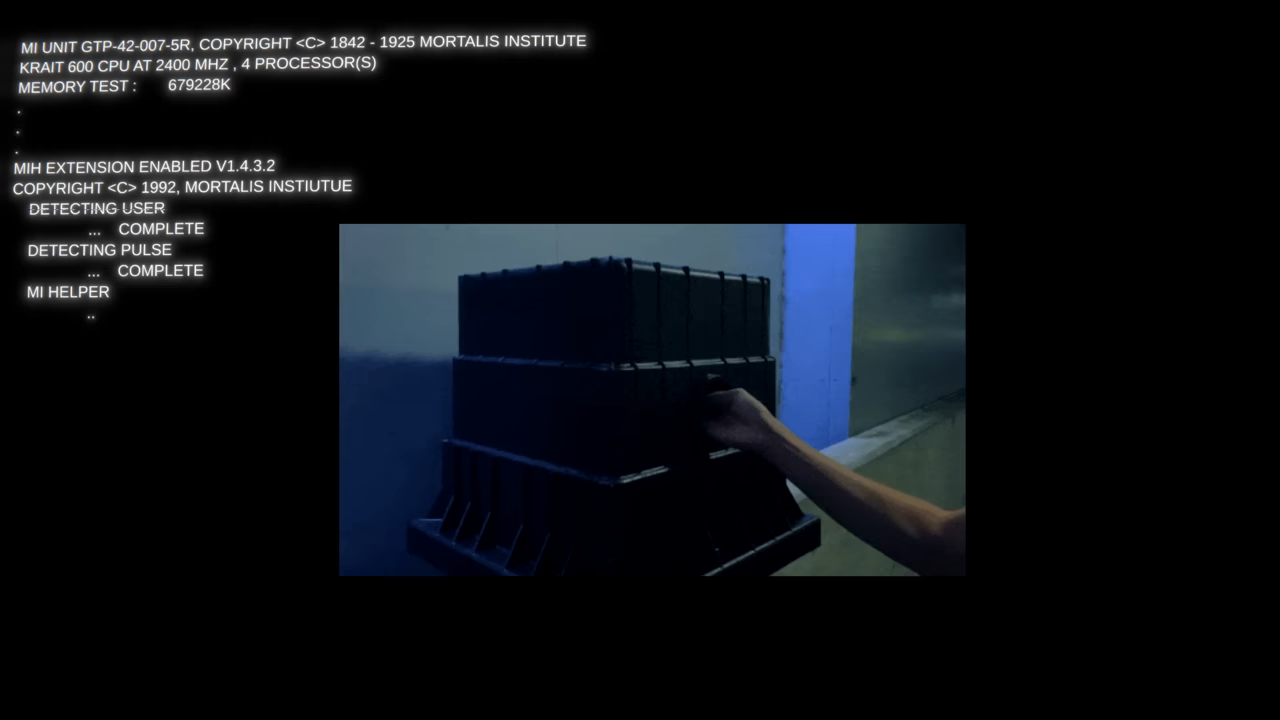 MI UNIT GTP-42-007-5R, COPYRIGHT <C> 1842 - 1925 MORTALIS INSTITUTE
KRAIT 600 CPU AT 2400 MHZ , 4 PROCESSOR(S)
MEMORY TEST : 679228K
.
.
.
MIH EXTENSION ENABLED V1.4.3.2
COPYRIGHT <C> 1992, MORTALIS INSTIUTUE
DETECTING USER
... COMPLETE
DETECTING PULSE
... COMPLETE
MI HELPER
..